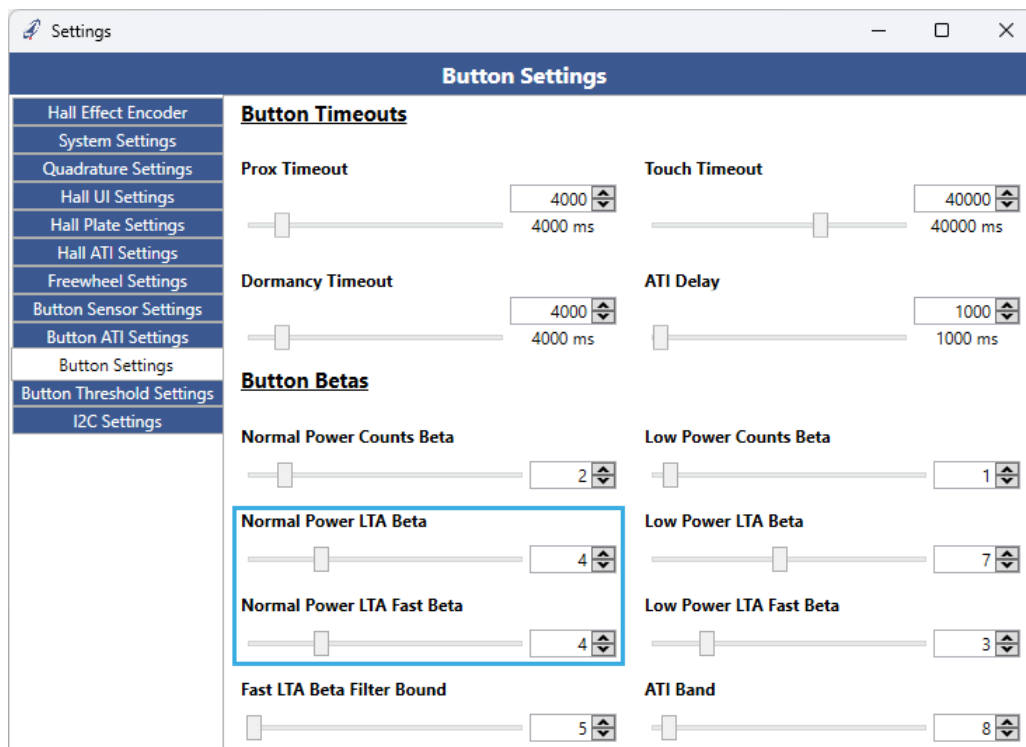 Settings
Button Settings
Hall Effect Encoder
System Settings
Quadrature Settings
Hall UI Settings
Hall Plate Settings
Hall ATI Settings
Freewheel Settings
Button Sensor Settings
Button ATI Settings
Button Settings
Button Threshold Settings
I2C Settings
Button Timeouts
Prox Timeout
4000
4000 ms
Touch Timeout
40000
40000 ms
Dormancy Timeout
4000
4000 ms
ATI Delay
1000
1000 ms
Button Betas
Normal Power Counts Beta
2
Low Power Counts Beta
1
Normal Power LTA Beta
4
Low Power LTA Beta
7
Normal Power LTA Fast Beta
4
Low Power LTA Fast Beta
3
Fast LTA Beta Filter Bound
5
ATI Band
8